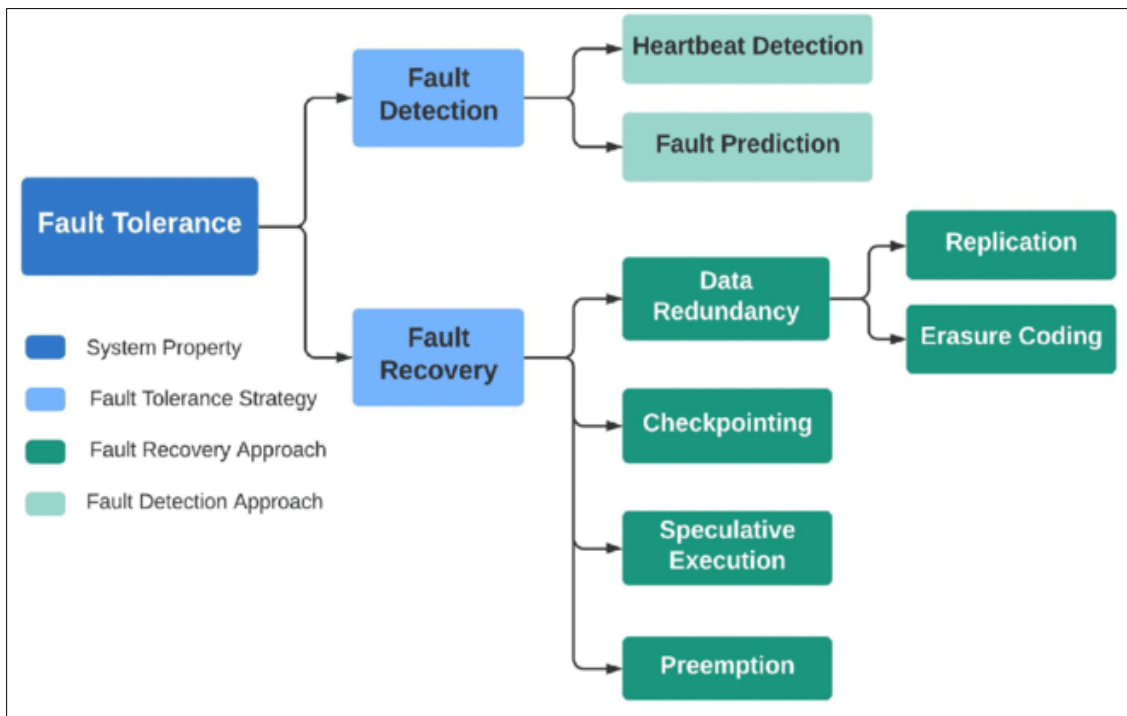 Heartbeat Detection
Fault
Detection
Fault Prediction
Fault Tolerance
Replication
Data
Redundancy
Erasure Coding
Fault
Recovery
System Property
Fault Tolerance Strategy
Checkpointing
Fault Recovery Approach
Fault Detection Approach
Speculative
Execution
Preemption